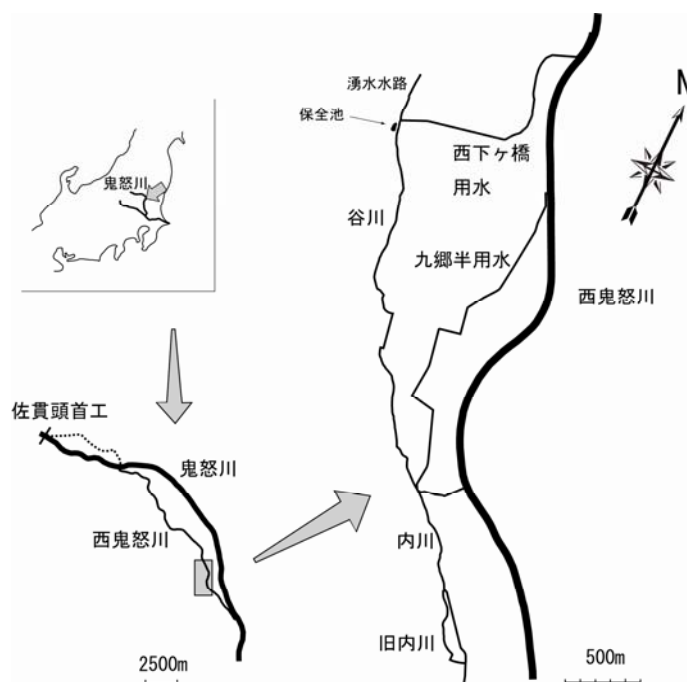 鬼怒川
佐貫頭首工
鬼怒川
西鬼怒川
2500m
湧水水路
保全池
西下ヶ橋
用水
谷川
九郷半用水
西鬼怒川
内川
旧内川
500m
N